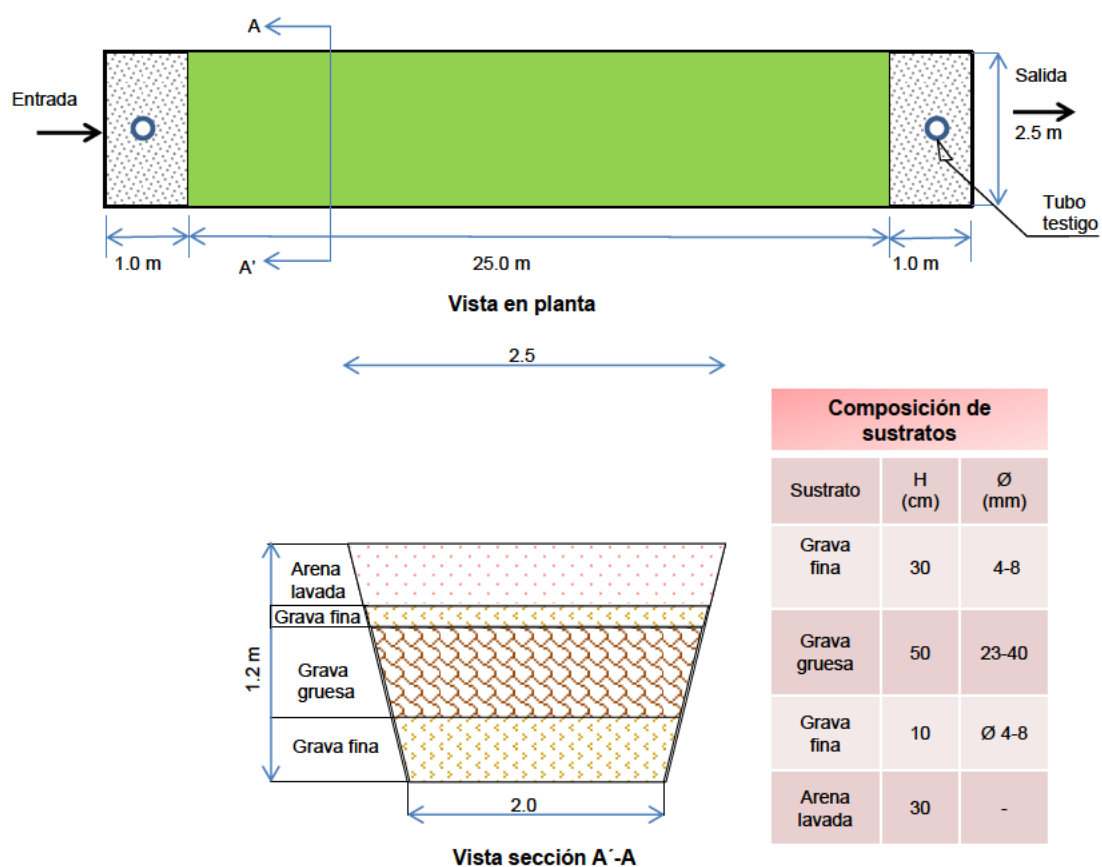 A
Entrada
Salida
2.5 m
Tubo
testigo
1.0 m
A'
25.0 m
1.0 m
Vista en planta
2.5
1.2 m
Arena
lavada
Grava fina
Grava
gruesa
Grava fina
2.0
Vista sección A´-A
Composición de
sustratos
Sustrato H
(cm) Ø
(mm)
Grava
fina 30 4-8
Grava
gruesa 50 23-40
Grava
fina 10 Ø 4-8
Arena
lavada 30 -